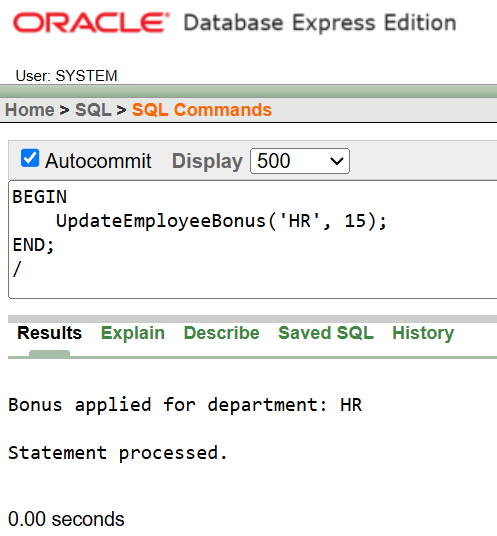 ORACLE® Database Express Edition
User: SYSTEM
Home > SQL > SQL Commands
Autocommit Display 500
BEGIN
    UpdateEmployeeBonus('HR', 15);
END;
/
Results Explain Describe Saved SQL History
Bonus applied for department: HR
Statement processed.
0.00 seconds